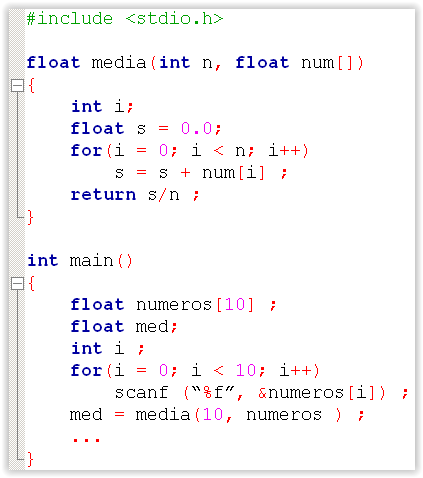 #include <stdio.h>
float media(int n, float num[])
{
int i;
float s = 0.0;
for(i = 0; i < n; i++)
s = s + num[i] ;
return s/n ;
}
int main()
{
float numeros[10] ;
float med;
int i ;
for(i = 0; i < 10; i++)
scanf (“%f”, &numeros[i]) ;
med = media(10, numeros ) ;
...
}